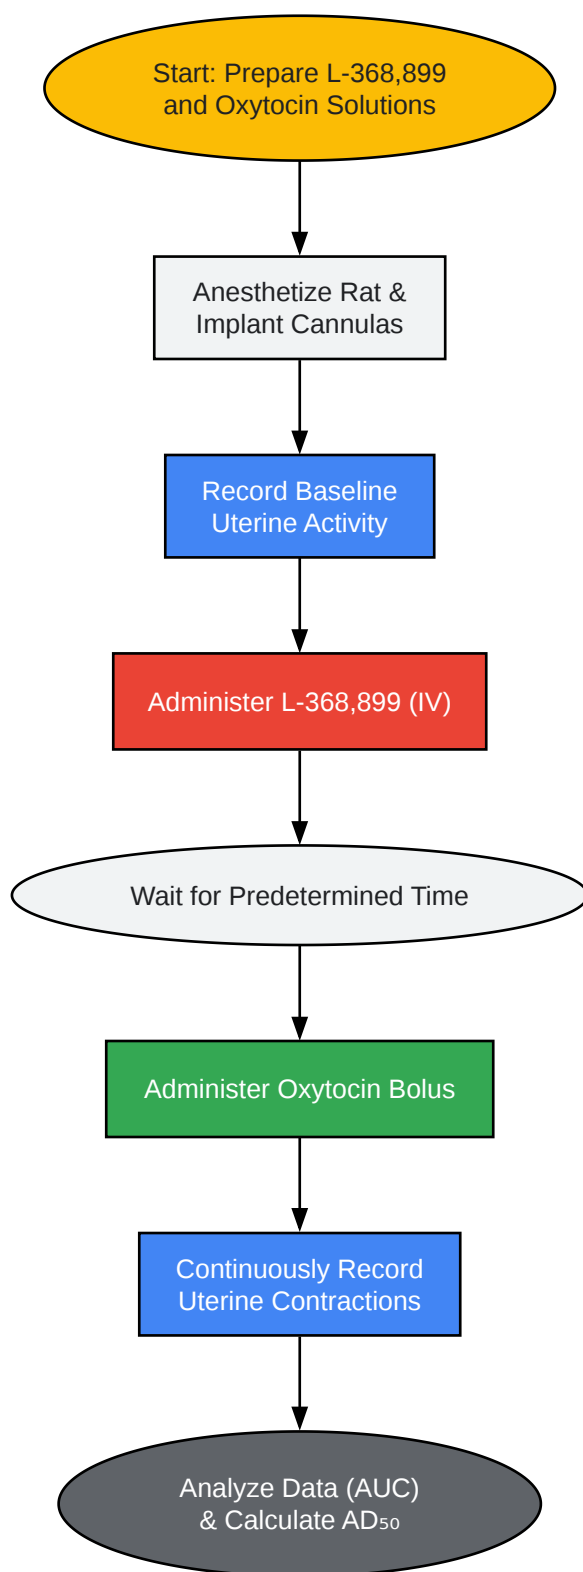 Start: Prepare L-368,899
and Oxytocin Solutions
Anesthetize Rat &
Implant Cannulas
Record Baseline
Uterine Activity
Administer L-368,899 (IV)
Wait for Predetermined Time
Administer Oxytocin Bolus
Continuously Record
Uterine Contractions
Analyze Data (AUC)
& Calculate AD₅₀